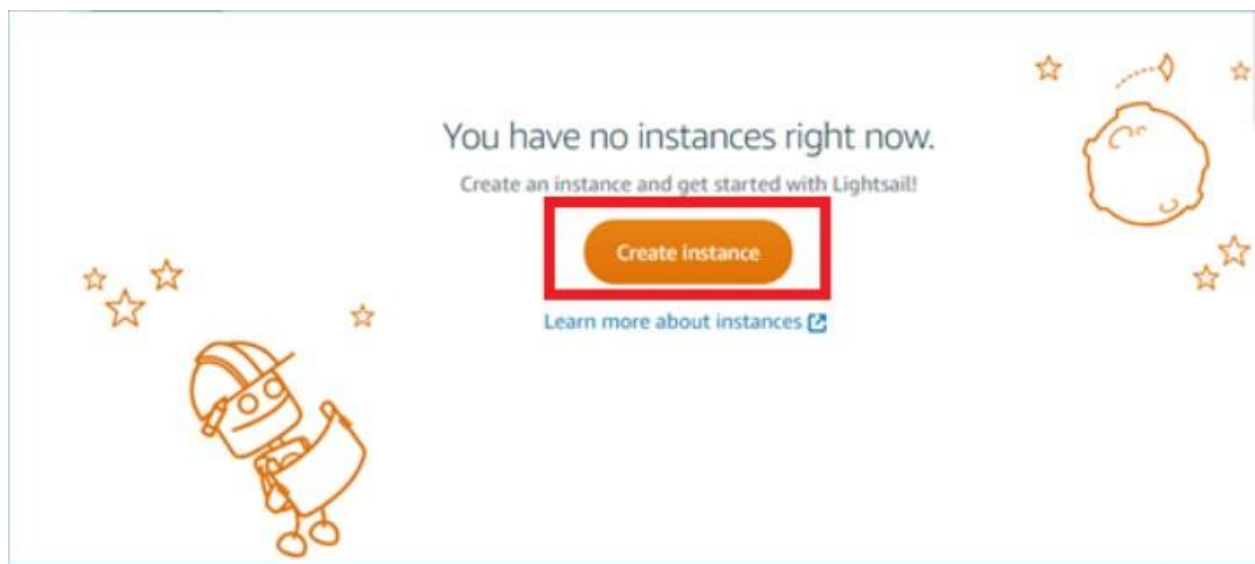 You have no instances right now.
Create an instance and get started with Lightsail!
Create instance
Learn more about instances